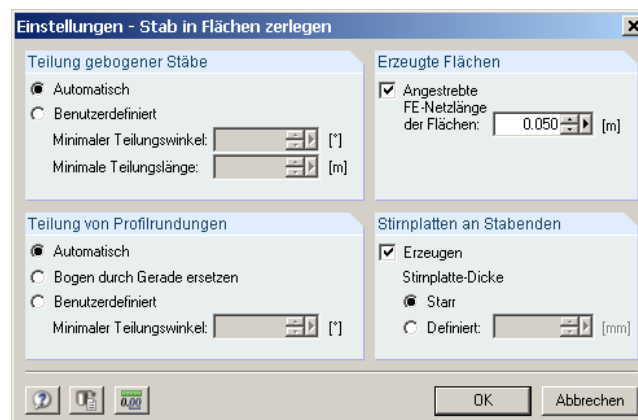 Einstellungen - Stab in Flächen zerlegen
Teilung gebogener Stäbe
Automatisch
Benutzerdefiniert
Minimaler Teilungswinkel: [°]
Minimale Teilungslänge: [m]
Erzeugte Flächen
Angestrebte
FE-Netzlänge
der Flächen: 0.050 [m]
Teilung von Profilrundungen
Automatisch
Bogen durch Gerade ersetzen
Benutzerdefiniert
Minimaler Teilungswinkel: [°]
Stirnplatten an Stabenden
Erzeugen
Stirnplatte-Dicke
Starr
Definiert: [mm]
0.00
OK
Abbrechen